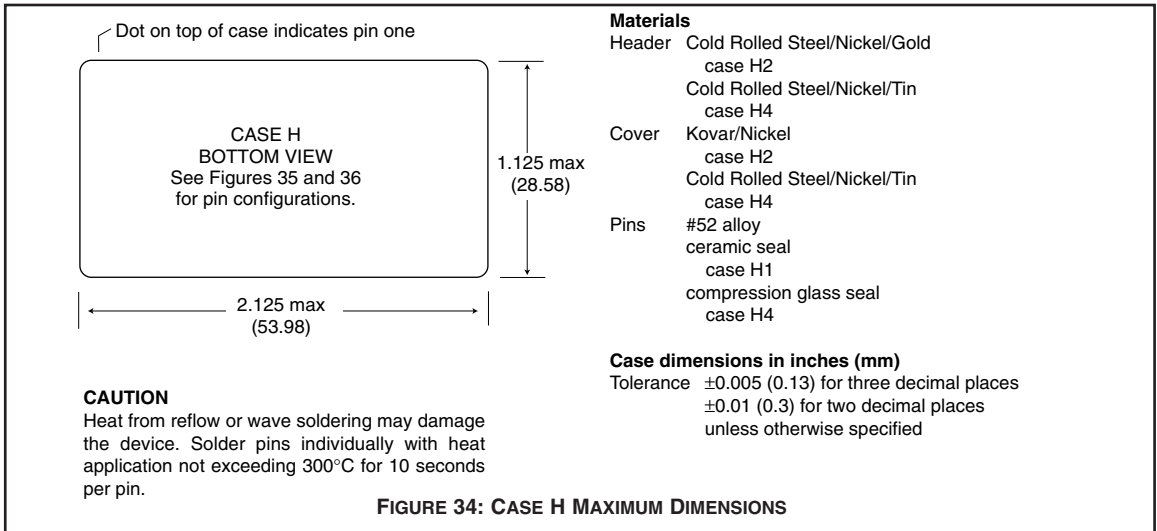 Dot on top of case indicates pin one
CASE H
BOTTOM VIEW
See Figures 35 and 36
for pin configurations.
1.125 max
(28.58)
2.125 max
(53.98)
CAUTION
Heat from reflow or wave soldering may damage
the device. Solder pins individually with heat
application not exceeding 300°C for 10 seconds
per pin.
Materials
Header Cold Rolled Steel/Nickel/Gold
case H2
Cold Rolled Steel/Nickel/Tin
case H4
Cover Kovar/Nickel
case H2
Cold Rolled Steel/Nickel/Tin
case H4
Pins #52 alloy
ceramic seal
case H1
compression glass seal
case H4
Case dimensions in inches (mm)
Tolerance ±0.005 (0.13) for three decimal places
±0.01 (0.3) for two decimal places
unless otherwise specified
FIGURE 34: CASE H MAXIMUM DIMENSIONS